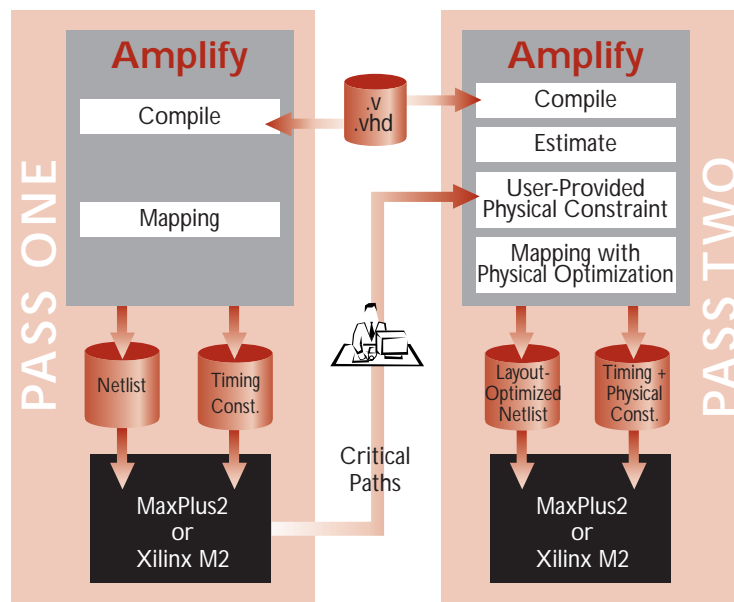 PASS ONE
Amplify
Compile
Mapping
Netlist
Timing
Const.
MaxPlus2
or
Xilinx M2
.v
.vhd
Critical
Paths
PASS TWO
Amplify
Compile
Estimate
User-Provided
Physical Constraint
Mapping with
Physical Optimization
Layout-
Optimized
Netlist
Timing +
Physical
Const.
MaxPlus2
or
Xilinx M2